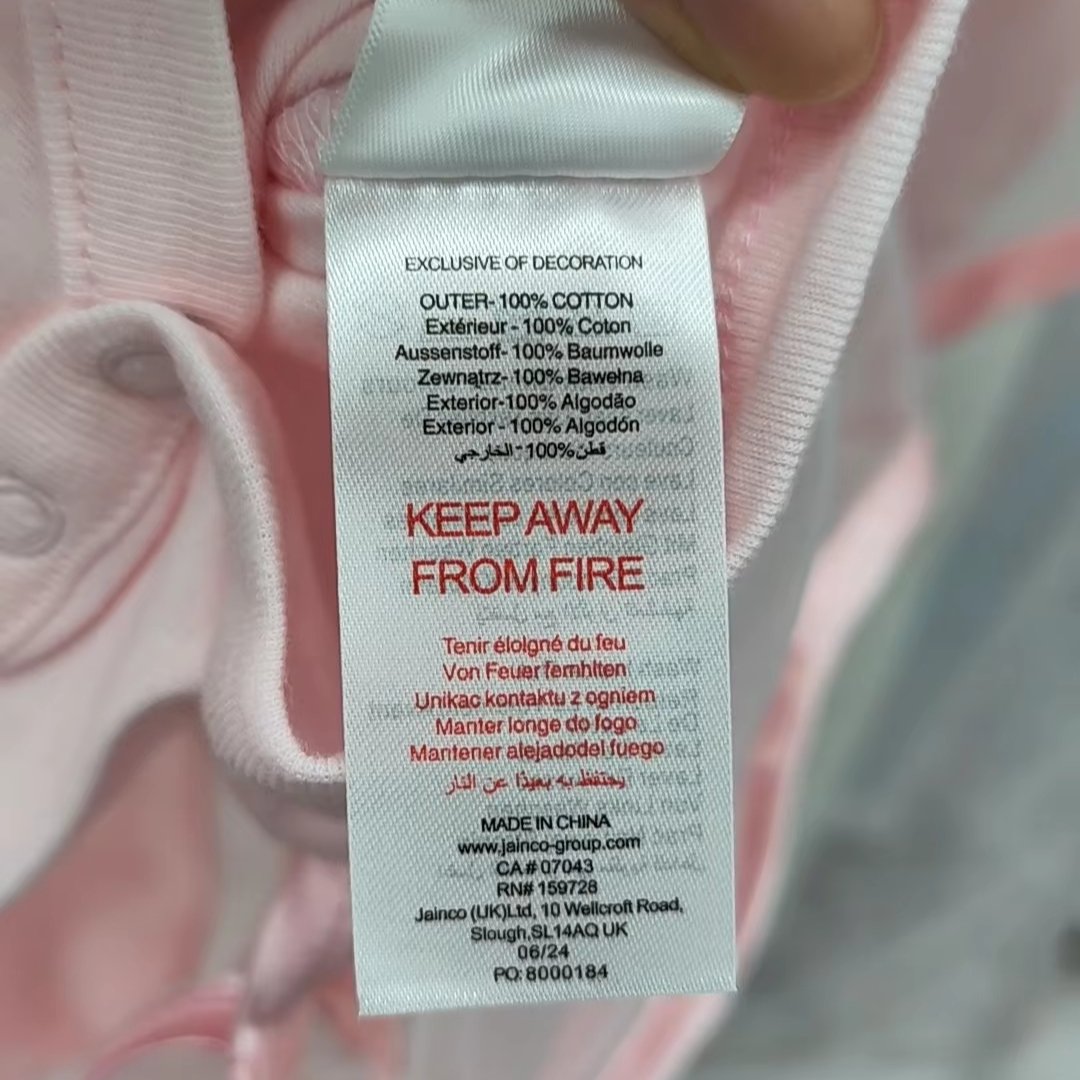 EXCLUSIVE OF DECORATION
OUTER-100% COTTON
Extérieur - 100% Coton
Aussenstoff- 100% Baumwolle
Zewnątrz- 100% Bawełna
Exterior-100% Algodão
Exterior - 100% Algodón
قطن 100% - الخارجي
KEEP AWAY
FROM FIRE
Tenir éloigné du feu
Von Feuer fernhlten
Unikac kontaktu z ogniem
Manter longe do fogo
Mantener alejadodel fuego
يحتفظ به بعيدًا عن النار
MADE IN CHINA
www.jainco-group.com
CA# 07043
RN# 159728
Jainco (UK)Ltd, 10 Wellcroft Road,
Slough,SL14AQ UK
06/24
PO: 8000184